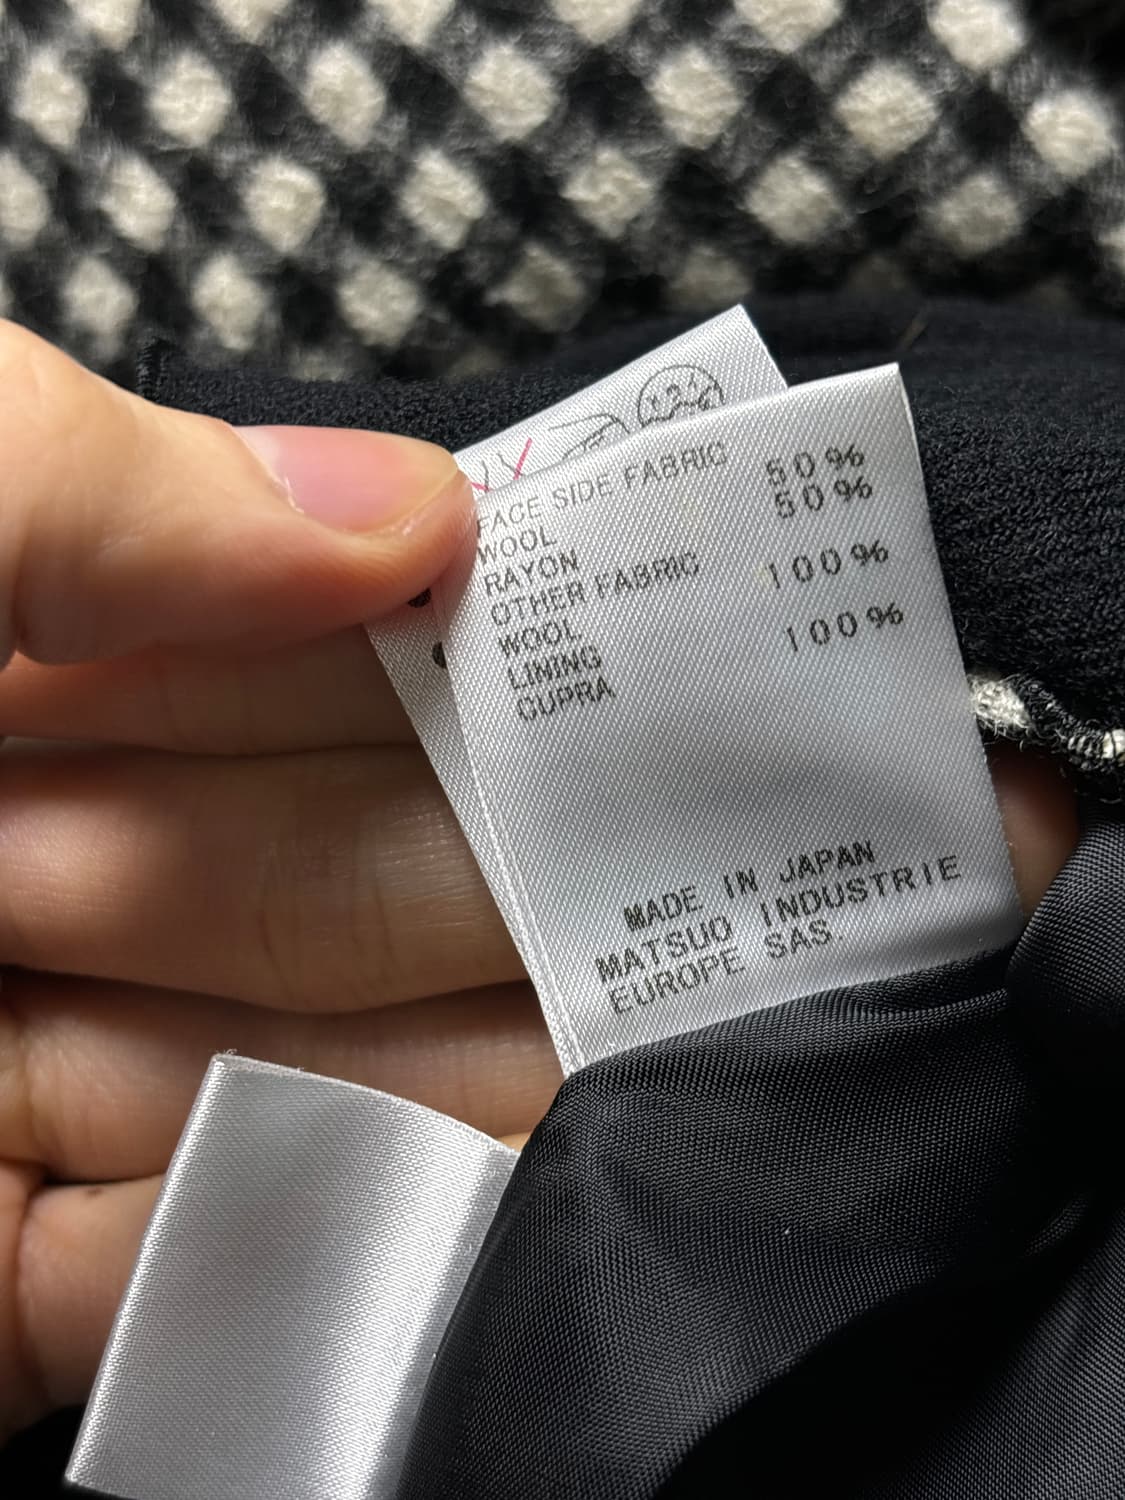 FACE SIDE FABRIC
WOOL 50%
RAYON 50%
OTHER FABRIC
WOOL 100%
LINING
CUPRA 100%
MADE IN JAPAN
MATSUO INDUSTRIE
EUROPE SAS.